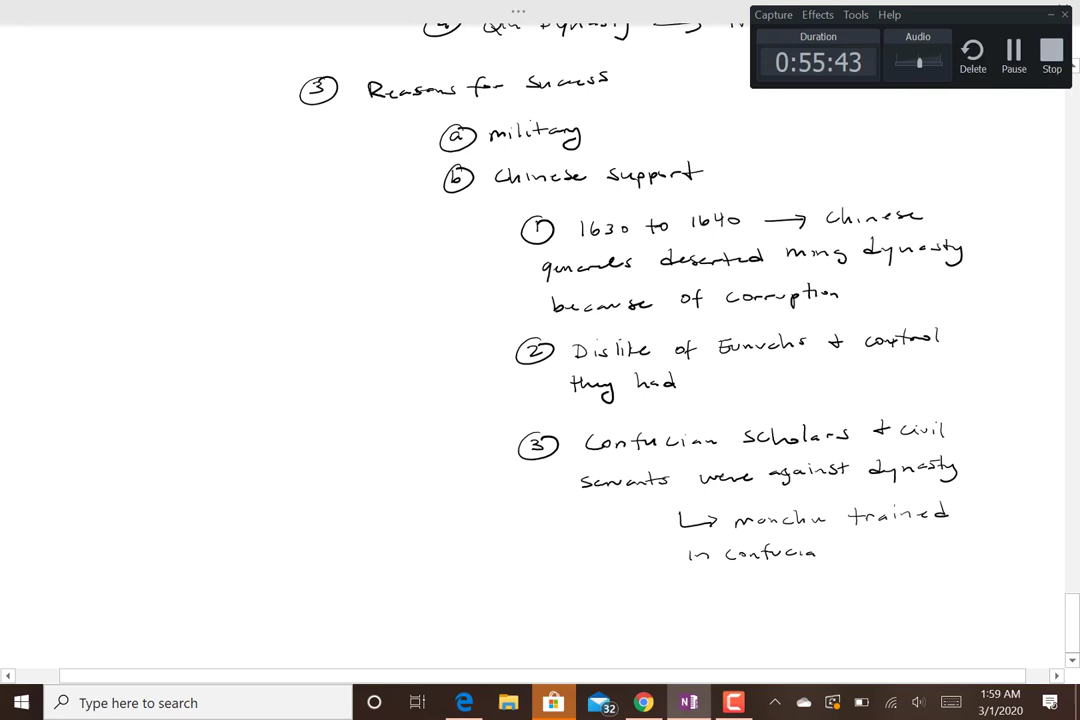 Capture Effects Tools Help
Duration
0:55:43
Audio
Delete Pause Stop
Dynasty →
③ Reasons for Success
ⓐ military
ⓑ Chinese support
① 1630 to 1640 → Chinese
generals deserted ming dynasty
because of corruption
② Dislike of Eunuchs + control
they had
③ Confucian scholars + civil
servants were against dynasty
↳ manchu trained
in confucia
Type here to search
32
1:59 AM
3/1/2020